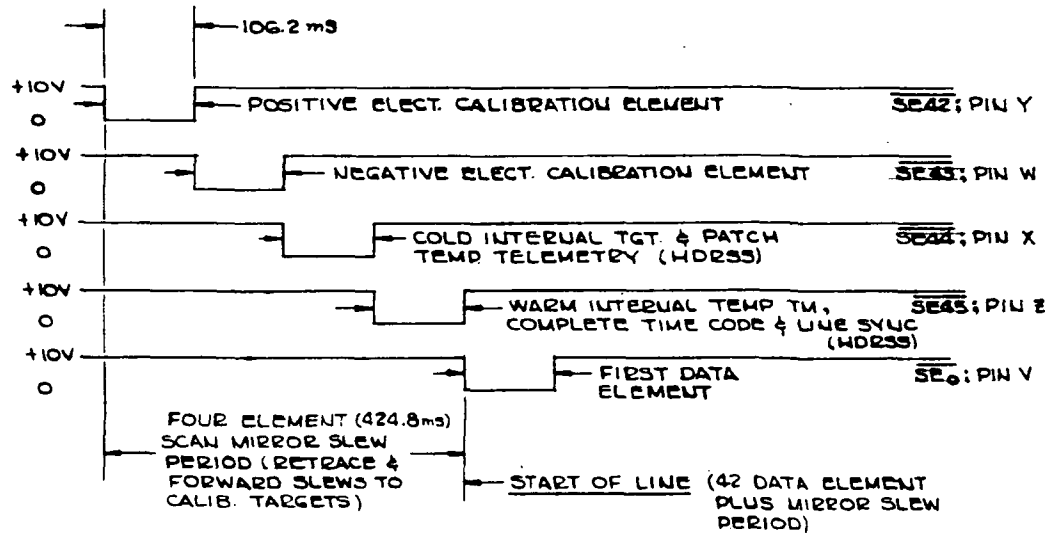 106.2 ms
+10V
0
POSITIVE ELECT. CALIBRATION ELEMENT
SE42; PIN Y
+10V
0
NEGATIVE ELECT. CALIBRATION ELEMENT
SE43; PIN W
+10V
0
COLD INTERNAL TGT. & PATCH
TEMP. TELEMETRY (HDRSS)
SE44; PIN X
+10V
0
WARM INTERNAL TEMP TM,
COMPLETE TIME CODE & LINE SYNC
(HDRSS)
SE45; PIN Z
+10V
0
FIRST DATA
ELEMENT
SE0; PIN V
FOUR ELEMENT (424.8ms)
SCAN MIRROR SLEW
PERIOD (RETRACE &
FORWARD SLEWS TO
CALIB. TARGETS)
START OF LINE (42 DATA ELEMENT
PLUS MIRROR SLEW
PERIOD)